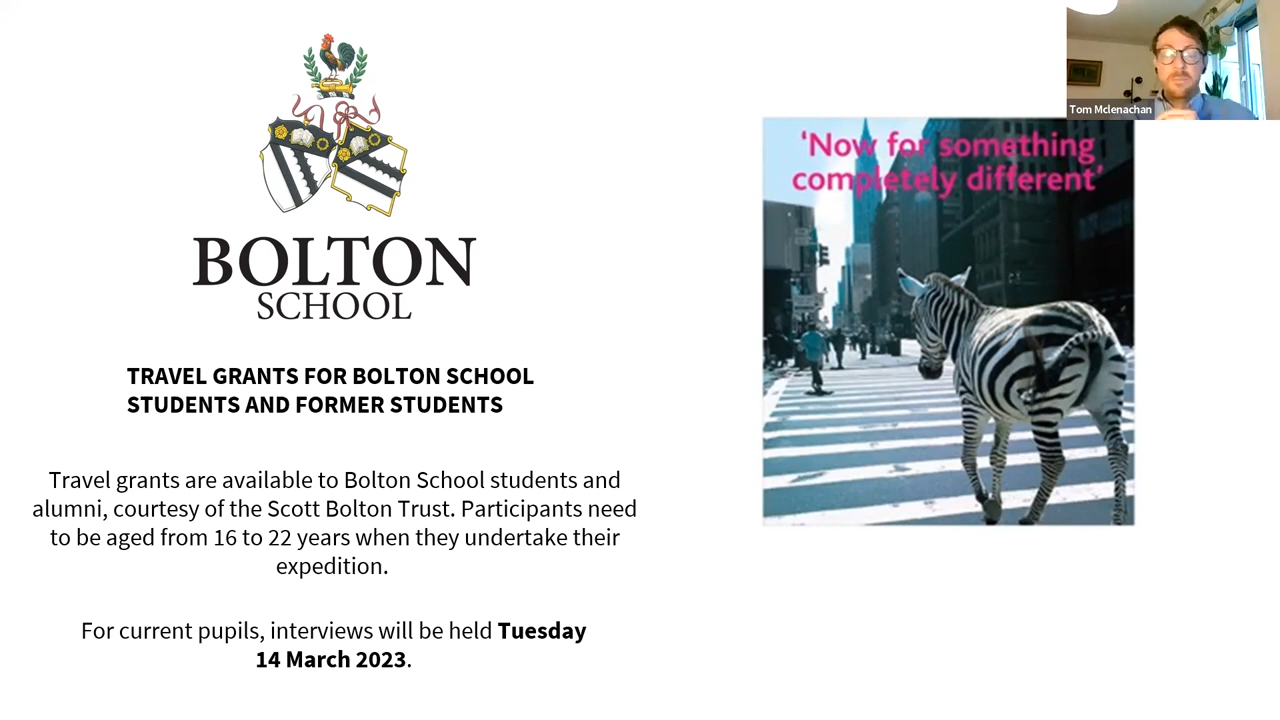 BOLTON
SCHOOL
TRAVEL GRANTS FOR BOLTON SCHOOL
STUDENTS AND FORMER STUDENTS
Travel grants are available to Bolton School students and
alumni, courtesy of the Scott Bolton Trust. Participants need
to be aged from 16 to 22 years when they undertake their
expedition.
For current pupils, interviews will be held Tuesday
14 March 2023.
Tom Mclenachan
‘Now for something
completely different’